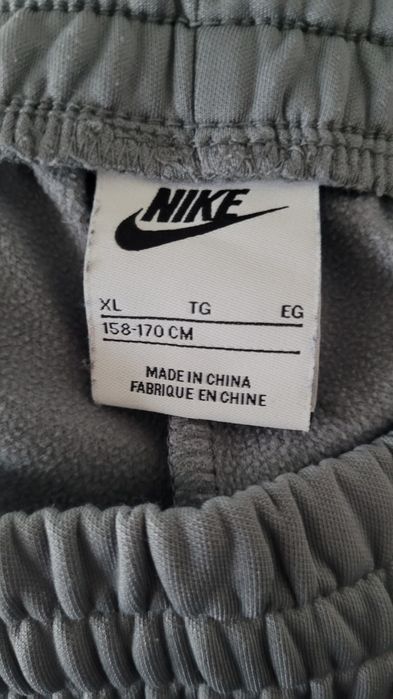 NIKE
XL TG EG
158-170 CM
MADE IN CHINA
FABRIQUE EN CHINE